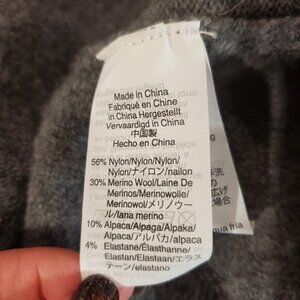 Made in China
Fabriqué en Chine
in China Hergestellt
Vervaardigd in China
中国製
Hecho en China
56% Nylon/Nylon/Nylon/
Nylon/ナイロン/nailon
30% Merino Wool/Laine De
Merinos/Merinowolle/
Merinowol/メリノウー
ル/lana merino
10% Alpaca/Alpaga/Alpaka/
Alpaca/アルパカ/alpaca
4% Elastane/Élasthanne/
Elastan/Elastaan/エラス
テーン/elastano
ua fria